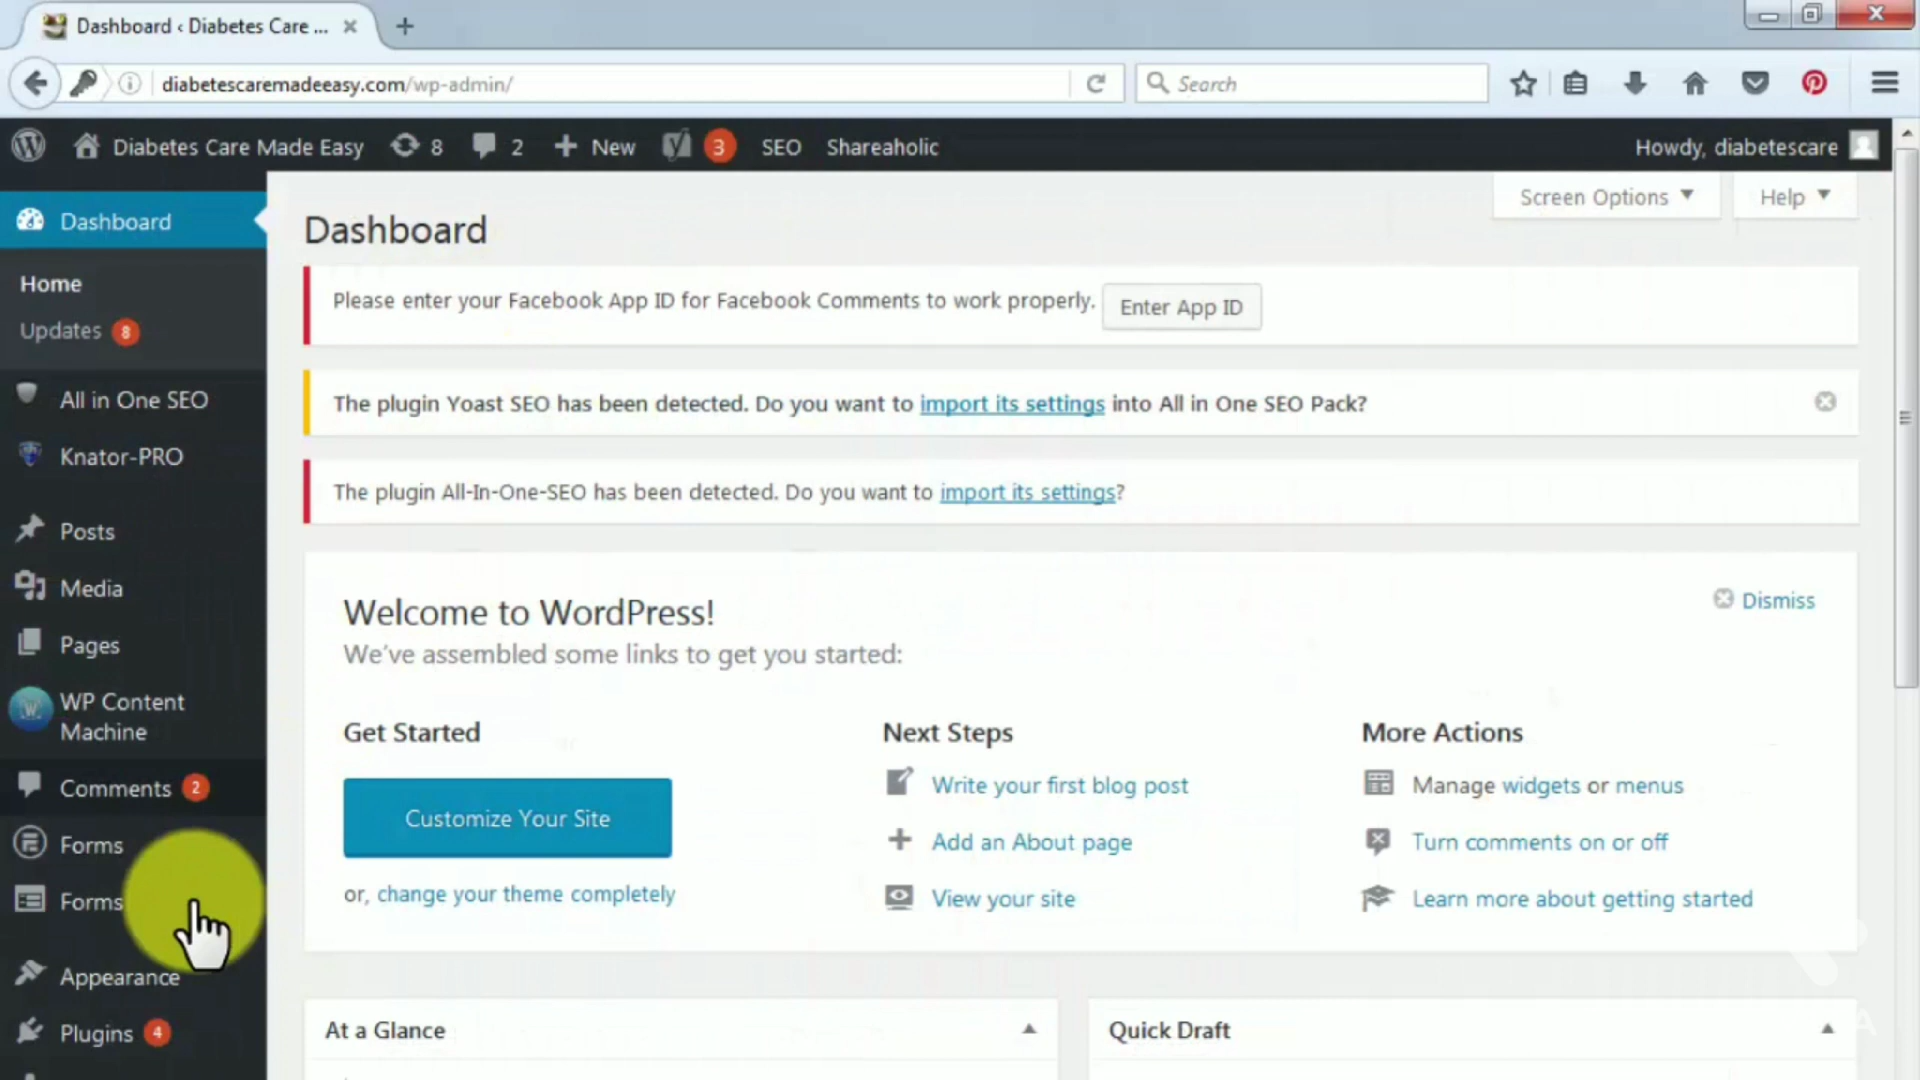 Dashboard ‹ Diabetes Care ...
diabetescaremadeeasy.com/wp-admin/
Search
Diabetes Care Made Easy 8 2 New 3 SEO Shareaholic
Howdy, diabetescare
Screen Options
Help
Dashboard
Home
Updates 8
All in One SEO
Knator-PRO
Posts
Media
Pages
WP Content
Machine
Comments 2
Forms
Forms
Appearance
Plugins 4
Dashboard
Please enter your Facebook App ID for Facebook Comments to work properly. Enter App ID
The plugin Yoast SEO has been detected. Do you want to import its settings into All in One SEO Pack?
The plugin All-In-One-SEO has been detected. Do you want to import its settings?
Welcome to WordPress!
Dismiss
We've assembled some links to get you started:
Get Started
Customize Your Site
or, change your theme completely
Next Steps
Write your first blog post
Add an About page
View your site
More Actions
Manage widgets or menus
Turn comments on or off
Learn more about getting started
At a Glance
Quick Draft